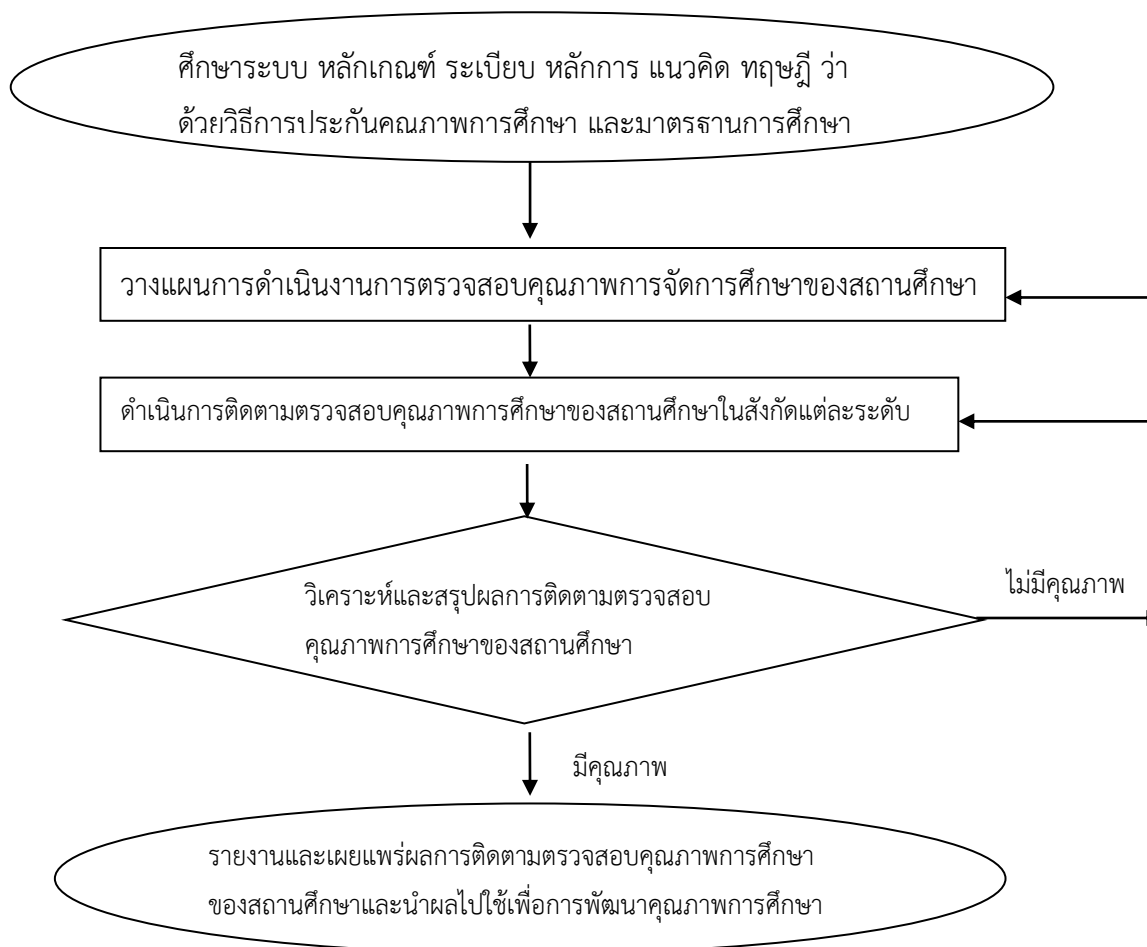 ศึกษาระบบ หลักเกณฑ์ ระเบียบ หลักการ แนวคิด ทฤษฎี ว่า
ด้วยวิธีการประกันคุณภาพการศึกษา และมาตรฐานการศึกษา
วางแผนการดำเนินงานการตรวจสอบคุณภาพการจัดการศึกษาของสถานศึกษา
ดำเนินการติดตามตรวจสอบคุณภาพการศึกษาของสถานศึกษาในสังกัดแต่ละระดับ
วิเคราะห์และสรุปผลการติดตามตรวจสอบ
คุณภาพการศึกษาของสถานศึกษา
ไม่มีคุณภาพ
มีคุณภาพ
รายงานและเผยแพร่ผลการติดตามตรวจสอบคุณภาพการศึกษา
ของสถานศึกษาและนำผลไปใช้เพื่อการพัฒนาคุณภาพการศึกษา